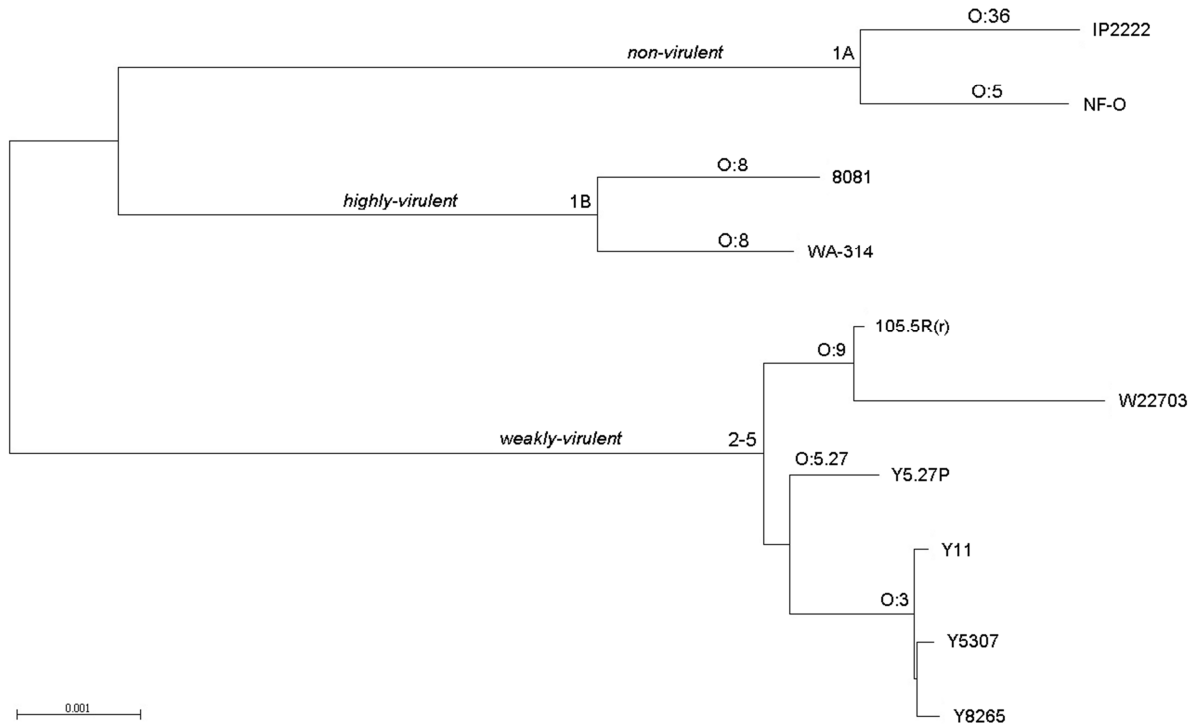 O:36
IP2222
non-virulent
1A
O:5
NF-O
O:8
8081
highly-virulent
1B
O:8
WA-314
105.5R(r)
O:9
W22703
weakly-virulent
2-5
O:5.27
Y5.27P
Y11
O:3
Y5307
Y8265
0.001